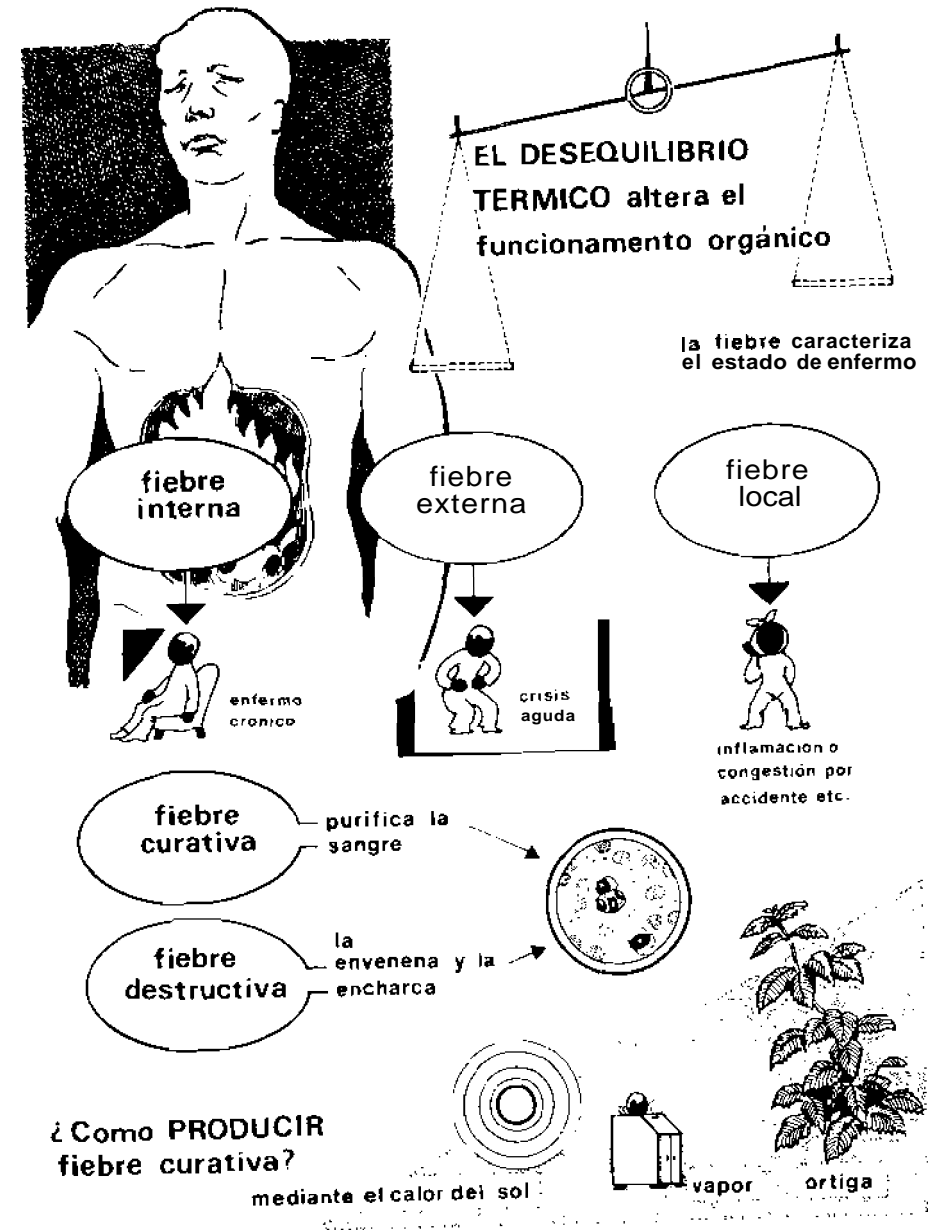 EL DESEQUILIBRIO
TERMICO altera el
funcionamento orgánico
la fiebre caracteriza
el estado de enfermo
fiebre
interna
fiebre
externa
fiebre
local
enfermo
cronico
crisis
aguda
inflamación o
congestión por
accidente etc.
fiebre
curativa
purifica la
sangre
fiebre
destructiva
la
envenena y la
encharca
¿Como PRODUCIR
fiebre curativa?
mediante el calor del sol
vapor
ortiga